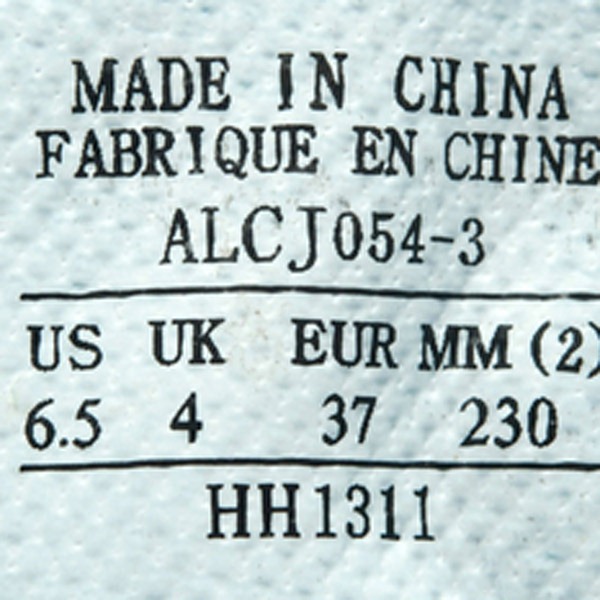 MADE IN CHINA
FABRIQUE EN CHINE
ALCJ054-3
US UK EUR MM (2)
6.5 4 37 230
HH1311